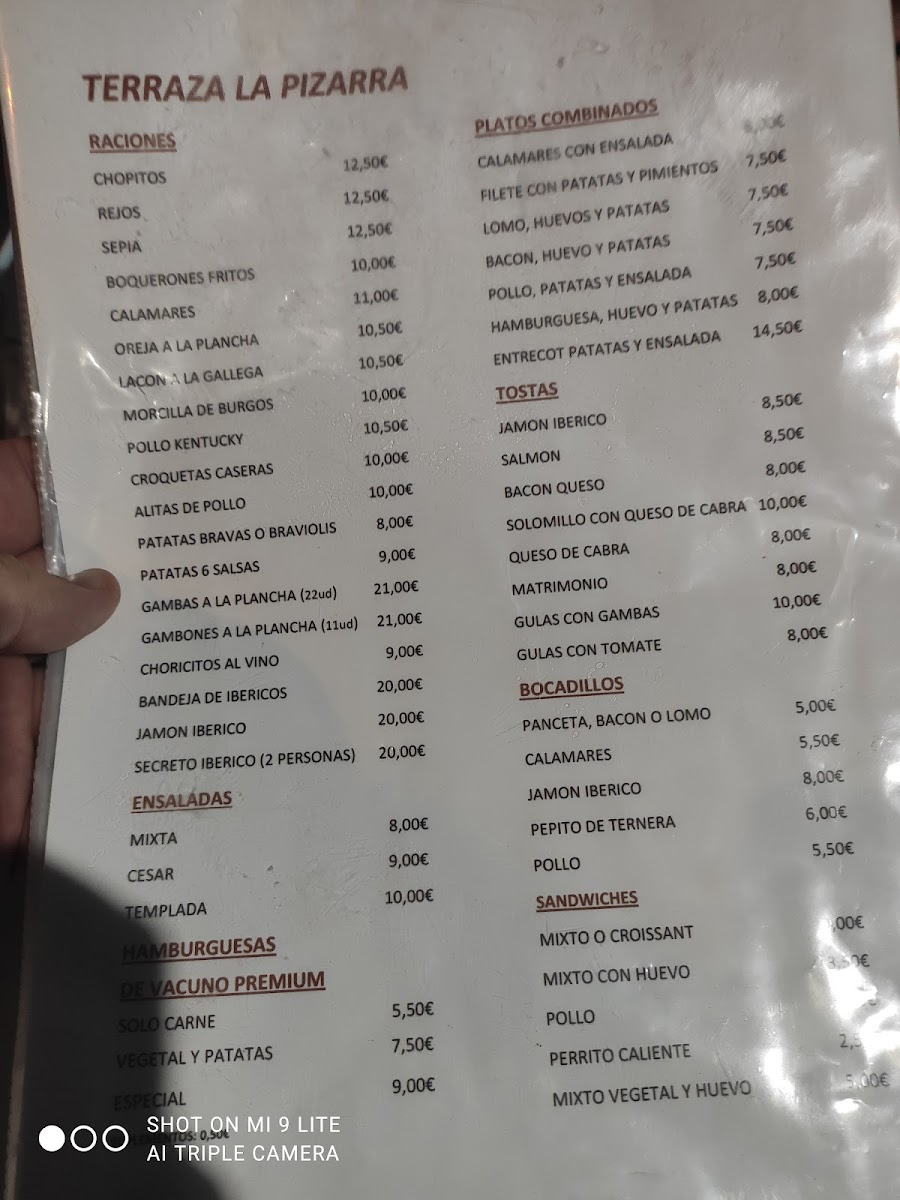 TERRAZA LA PIZARRA
RACIONES
CHOPITOS 12,50€
REJOS 12,50€
SEPIA 12,50€
BOQUERONES FRITOS 10,00€
CALAMARES 11,00€
OREJA A LA PLANCHA 10,50€
LACON A LA GALLEGA 10,50€
MORCILLA DE BURGOS 10,00€
POLLO KENTUCKY 10,50€
CROQUETAS CASERAS 10,00€
ALITAS DE POLLO 10,00€
PATATAS BRAVAS O BRAVIOLIS 8,00€
PATATAS 6 SALSAS 9,00€
GAMBAS A LA PLANCHA (22ud) 21,00€
GAMBONES A LA PLANCHA (11ud) 21,00€
CHORICITOS AL VINO 9,00€
BANDEJA DE IBERICOS 20,00€
JAMON IBERICO 20,00€
SECRETO IBERICO (2 PERSONAS) 20,00€
ENSALADAS
MIXTA 8,00€
CESAR 9,00€
TEMPLADA 10,00€
HAMBURGUESAS
DE VACUNO PREMIUM
SOLO CARNE 5,50€
VEGETAL Y PATATAS 7,50€
ESPECIAL 9,00€
0,50€
PLATOS COMBINADOS
CALAMARES CON ENSALADA
FILETE CON PATATAS Y PIMIENTOS 7,50€
LOMO, HUEVOS Y PATATAS 7,50€
BACON, HUEVO Y PATATAS 7,50€
POLLO, PATATAS Y ENSALADA 7,50€
HAMBURGUESA, HUEVO Y PATATAS 8,00€
ENTRECOT PATATAS Y ENSALADA 14,50€
TOSTAS
JAMON IBERICO 8,50€
SALMON 8,50€
BACON QUESO 8,00€
SOLOMILLO CON QUESO DE CABRA 10,00€
QUESO DE CABRA 8,00€
MATRIMONIO 8,00€
GULAS CON GAMBAS 10,00€
GULAS CON TOMATE 8,00€
BOCADILLOS
PANCETA, BACON O LOMO 5,00€
CALAMARES 5,50€
JAMON IBERICO 8,00€
PEPITO DE TERNERA 6,00€
POLLO 5,50€
SANDWICHES
MIXTO O CROISSANT
MIXTO CON HUEVO 3,50€
POLLO
PERRITO CALIENTE
MIXTO VEGETAL Y HUEVO 5,00€
SHOT ON MI 9 LITE
AI TRIPLE CAMERA